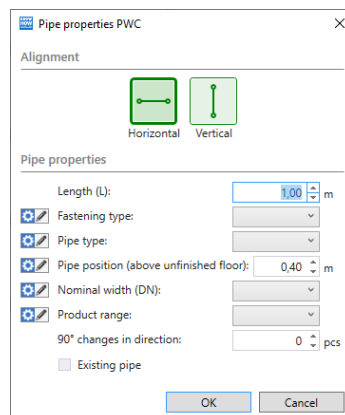 Pipe properties PWC
Alignment
Horizontal Vertical
Pipe properties
Length (L): 1,00 m
Fastening type:
Pipe type:
Pipe position (above unfinished floor): 0,40 m
Nominal width (DN):
Product range:
90° changes in direction: 0 pcs
Existing pipe
OK Cancel